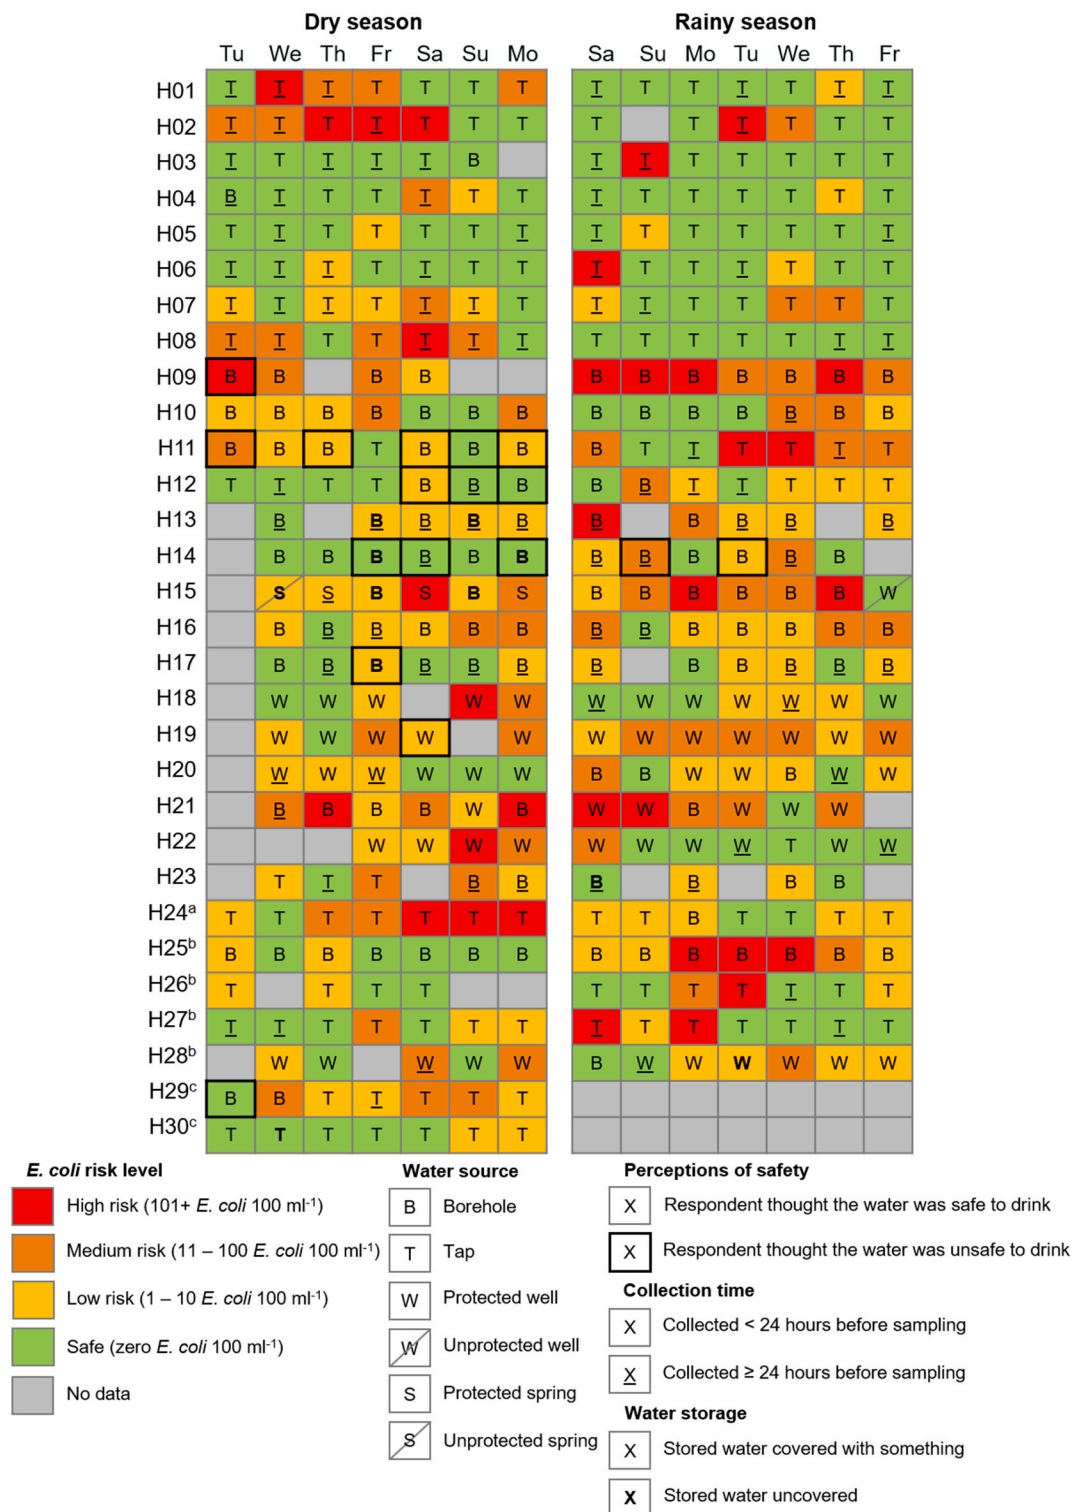 Dry season Rainy season
Tu We Th Fr Sa Su Mo Sa Su Mo Tu We Th Fr
H01 T T T T T T T T T T T T T T
H02 T T T T T T T T T T T T T
H03 T T T T T B T T T T T T T
H04 B T T T T T T T T T T T T T
H05 T T T T T T T T T T T T T T
H06 T T T T T T T T T T T T T T
H07 T T T T T T T T T T T T T T
H08 T T T T T T T T T T T T T T
H09 B B B B B B B B B B B
H10 B B B B B B B B B B B B B B
H11 B B B T B B B B T T T T T T
H12 T T T T B B B B B T T T T T
H13 B B B B B B B B B B
H14 B B B B B B B B B B B B
H15 S S B S B S B B B B B B W
H16 B B B B B B B B B B B B B
H17 B B B B B B B B B B B B
H18 W W W W W W W W W W W W
H19 W W W W W W W W W W W W
H20 W W W W W W B B W W B W W
H21 B B B B W B W W B W W W
H22 W W W W W W W W T W W
H23 T T T B B B B B B
H24ᵃ T T T T T T T T T B T T T T
H25ᵇ B B B B B B B B B B B B B B
H26ᵇ T T T T T T T T T T T
H27ᵇ T T T T T T T T T T T T T T
H28ᵇ W W W W W B W W W W W W
H29ᶜ B B T T T T T
H30ᶜ T T T T T T T
E. coli risk level Water source Perceptions of safety
High risk (101+ E. coli 100 ml⁻¹) B Borehole X Respondent thought the water was safe to drink
Medium risk (11 – 100 E. coli 100 ml⁻¹) T Tap X Respondent thought the water was unsafe to drink
Collection time
Low risk (1 – 10 E. coli 100 ml⁻¹) W Protected well X Collected < 24 hours before sampling
Safe (zero E. coli 100 ml⁻¹) W Unprotected well X Collected ≥ 24 hours before sampling
No data S Protected spring
Water storage
S Unprotected spring X Stored water covered with something
X Stored water uncovered